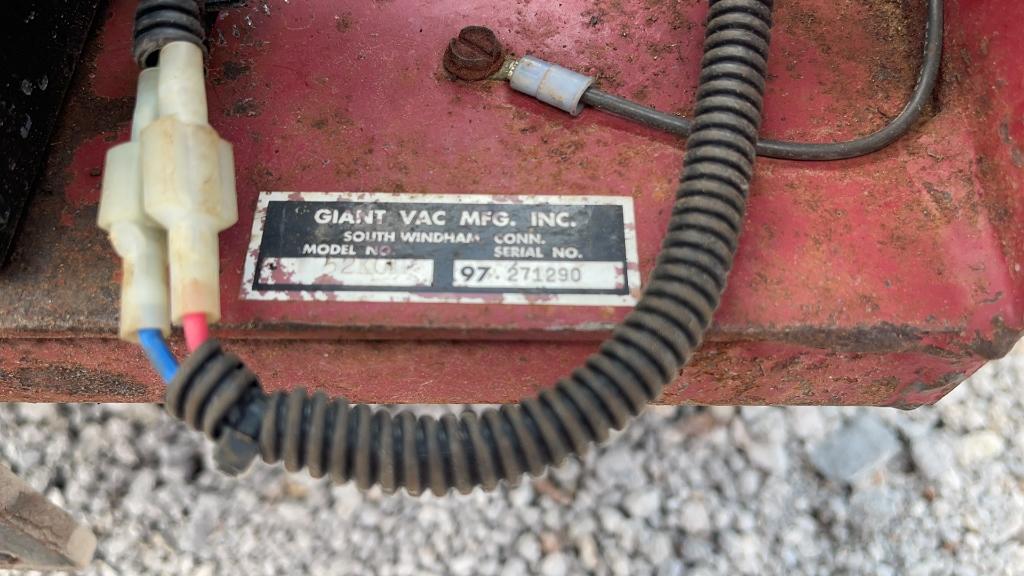 GIANT VAC MFG. INC.
SOUTH WINDHAM CONN.
MODEL NO. SERIAL NO.
97 271290